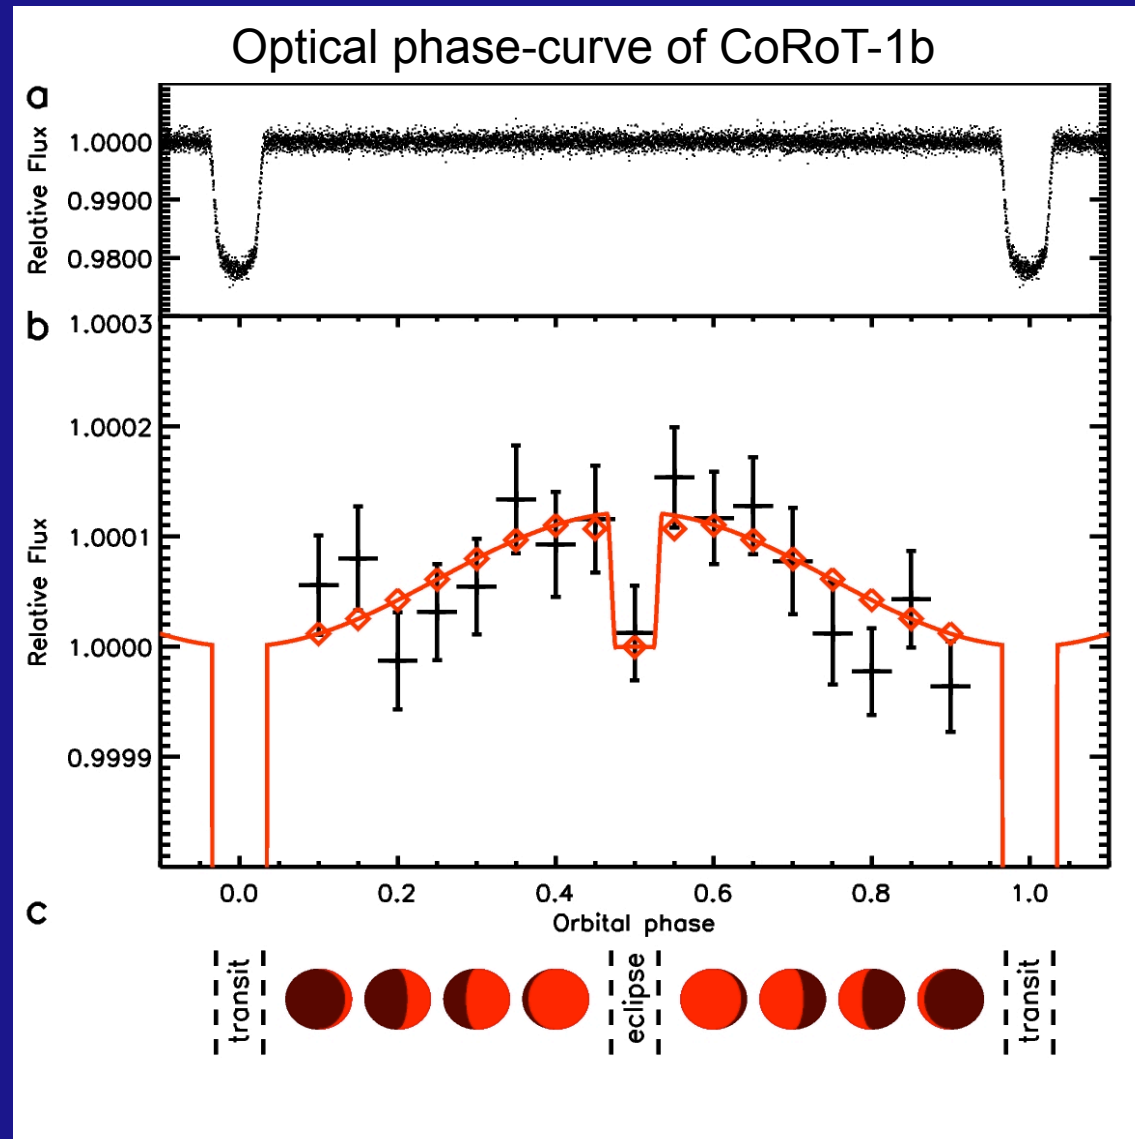 Optical phase-curve of CoRoT-1b
a
Relative Flux
1.0000
0.9900
0.9800
b
Relative Flux
1.0003
1.0002
1.0001
1.0000
0.9999
0.0 0.2 0.4 0.6 0.8 1.0
Orbital phase
c
transit
eclipse
transit